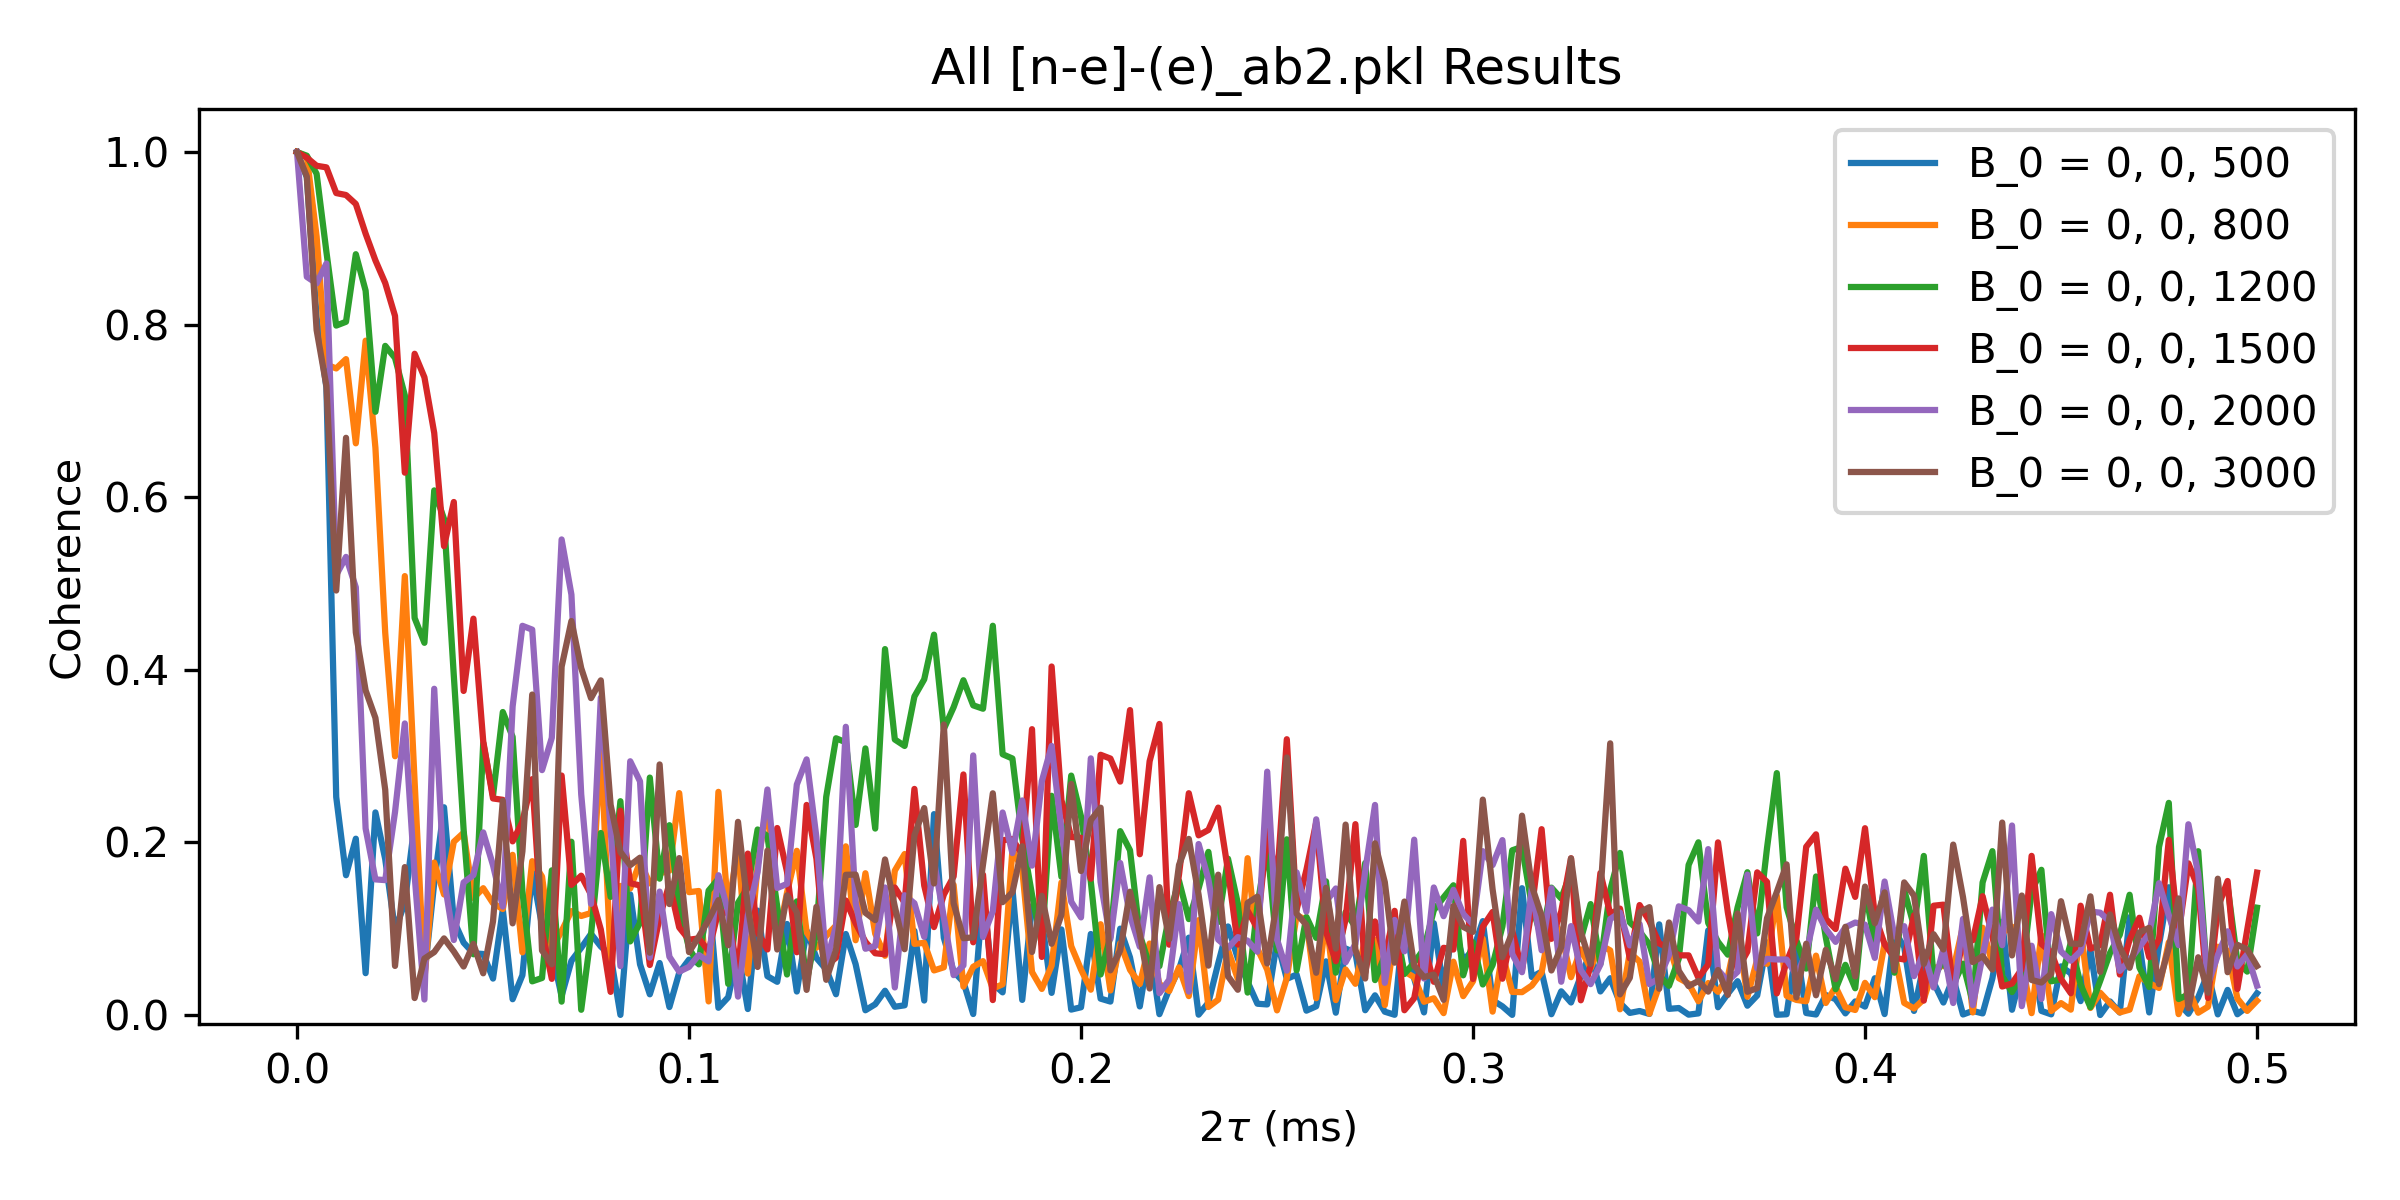 All [n-e]-(e)_ab2.pkl Results
Coherence
1.0
0.8
0.6
0.4
0.2
0.0
B_0 = 0, 0, 500
B_0 = 0, 0, 800
B_0 = 0, 0, 1200
B_0 = 0, 0, 1500
B_0 = 0, 0, 2000
B_0 = 0, 0, 3000
0.0 0.1 0.2 0.3 0.4 0.5
2τ (ms)